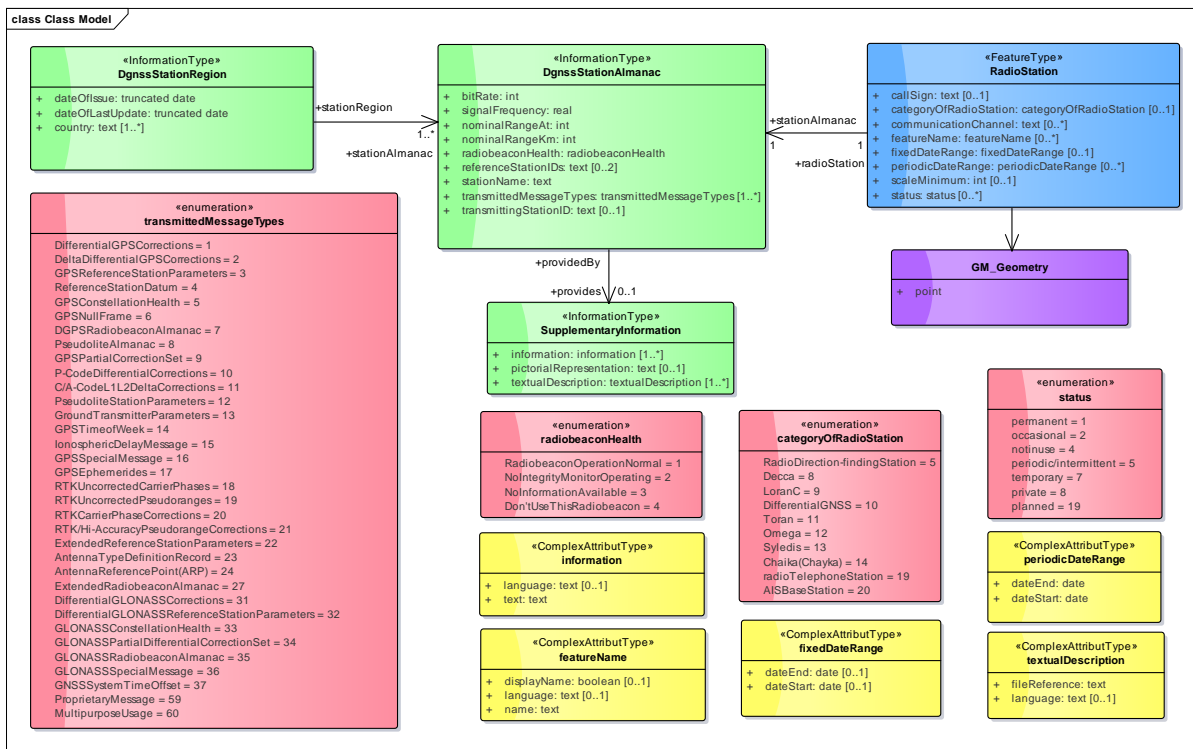 class Class Model
«InformationType»
DgnssStationRegion
+ dateOfIssue: truncated date
+ dateOfLastUpdate: truncated date
+ country: text [1..*]
+stationRegion
1..*
+stationAlmanac
«InformationType»
DgnssStationAlmanac
+ bitRate: int
+ signalFrequency: real
+ nominalRangeAt: int
+ nominalRangeKm: int
+ radiobeaconHealth: radiobeaconHealth
+ referenceStationIDs: text [0..2]
+ stationName: text
+ transmittedMessageTypes: transmittedMessageTypes [1..*]
+ transmittingStationID: text [0..1]
+stationAlmanac
1
1
+radioStation
«FeatureType»
RadioStation
+ callSign: text [0..1]
+ categoryOfRadioStation: categoryOfRadioStation [0..1]
+ communicationChannel: text [0..*]
+ featureName: featureName [0..*]
+ fixedDateRange: fixedDateRange [0..1]
+ periodicDateRange: periodicDateRange [0..*]
+ scaleMinimum: int [0..1]
+ status: status [0..*]
GM_Geometry
+ point
+providedBy
+provides
0..1
«InformationType»
SupplementaryInformation
+ information: information [1..*]
+ pictorialRepresentation: text [0..1]
+ textualDescription: textualDescription [1..*]
«enumeration»
transmittedMessageTypes
DifferentialGPSCorrections = 1
DeltaDifferentialGPSCorrections = 2
GPSReferenceStationParameters = 3
ReferenceStationDatum = 4
GPSConstellationHealth = 5
GPSNullFrame = 6
DGPSRadiobeaconAlmanac = 7
PseudoliteAlmanac = 8
GPSPartialCorrectionSet = 9
P-CodeDifferentialCorrections = 10
C/A-CodeL1L2DeltaCorrections = 11
PseudoliteStationParameters = 12
GroundTransmitterParameters = 13
GPSTimeofWeek = 14
IonosphericDelayMessage = 15
GPSSpecialMessage = 16
GPSEphemerides = 17
RTKUncorrectedCarrierPhases = 18
RTKUncorrectedPseudoranges = 19
RTKCarrierPhaseCorrections = 20
RTK/Hi-AccuracyPseudorangeCorrections = 21
ExtendedReferenceStationParameters = 22
AntennaTypeDefinitionRecord = 23
AntennaReferencePoint(ARP) = 24
ExtendedRadiobeaconAlmanac = 27
DifferentialGLONASSCorrections = 31
DifferentialGLONASSReferenceStationParameters = 32
GLONASSConstellationHealth = 33
GLONASSPartialDifferentialCorrectionSet = 34
GLONASSRadiobeaconAlmanac = 35
GLONASSSpecialMessage = 36
GNSSSystemTimeOffset = 37
ProprietaryMessage = 59
MultipurposeUsage = 60
«enumeration»
radiobeaconHealth
RadiobeaconOperationNormal = 1
NoIntegrityMonitorOperating = 2
NoInformationAvailable = 3
Don'tUseThisRadiobeacon = 4
«ComplexAttributType»
information
+ language: text [0..1]
+ text: text
«ComplexAttributType»
featureName
+ displayName: boolean [0..1]
+ language: text [0..1]
+ name: text
«enumeration»
categoryOfRadioStation
RadioDirection-findingStation = 5
Decca = 8
LoranC = 9
DifferentialGNSS = 10
Toran = 11
Omega = 12
Syledis = 13
Chaika(Chayka) = 14
radioTelephoneStation = 19
AISBaseStation = 20
«ComplexAttributType»
fixedDateRange
+ dateEnd: date [0..1]
+ dateStart: date [0..1]
«enumeration»
status
permanent = 1
occasional = 2
notinuse = 4
periodic/intermittent = 5
temporary = 7
private = 8
planned = 19
«ComplexAttributType»
periodicDateRange
+ dateEnd: date
+ dateStart: date
«ComplexAttributType»
textualDescription
+ fileReference: text
+ language: text [0..1]